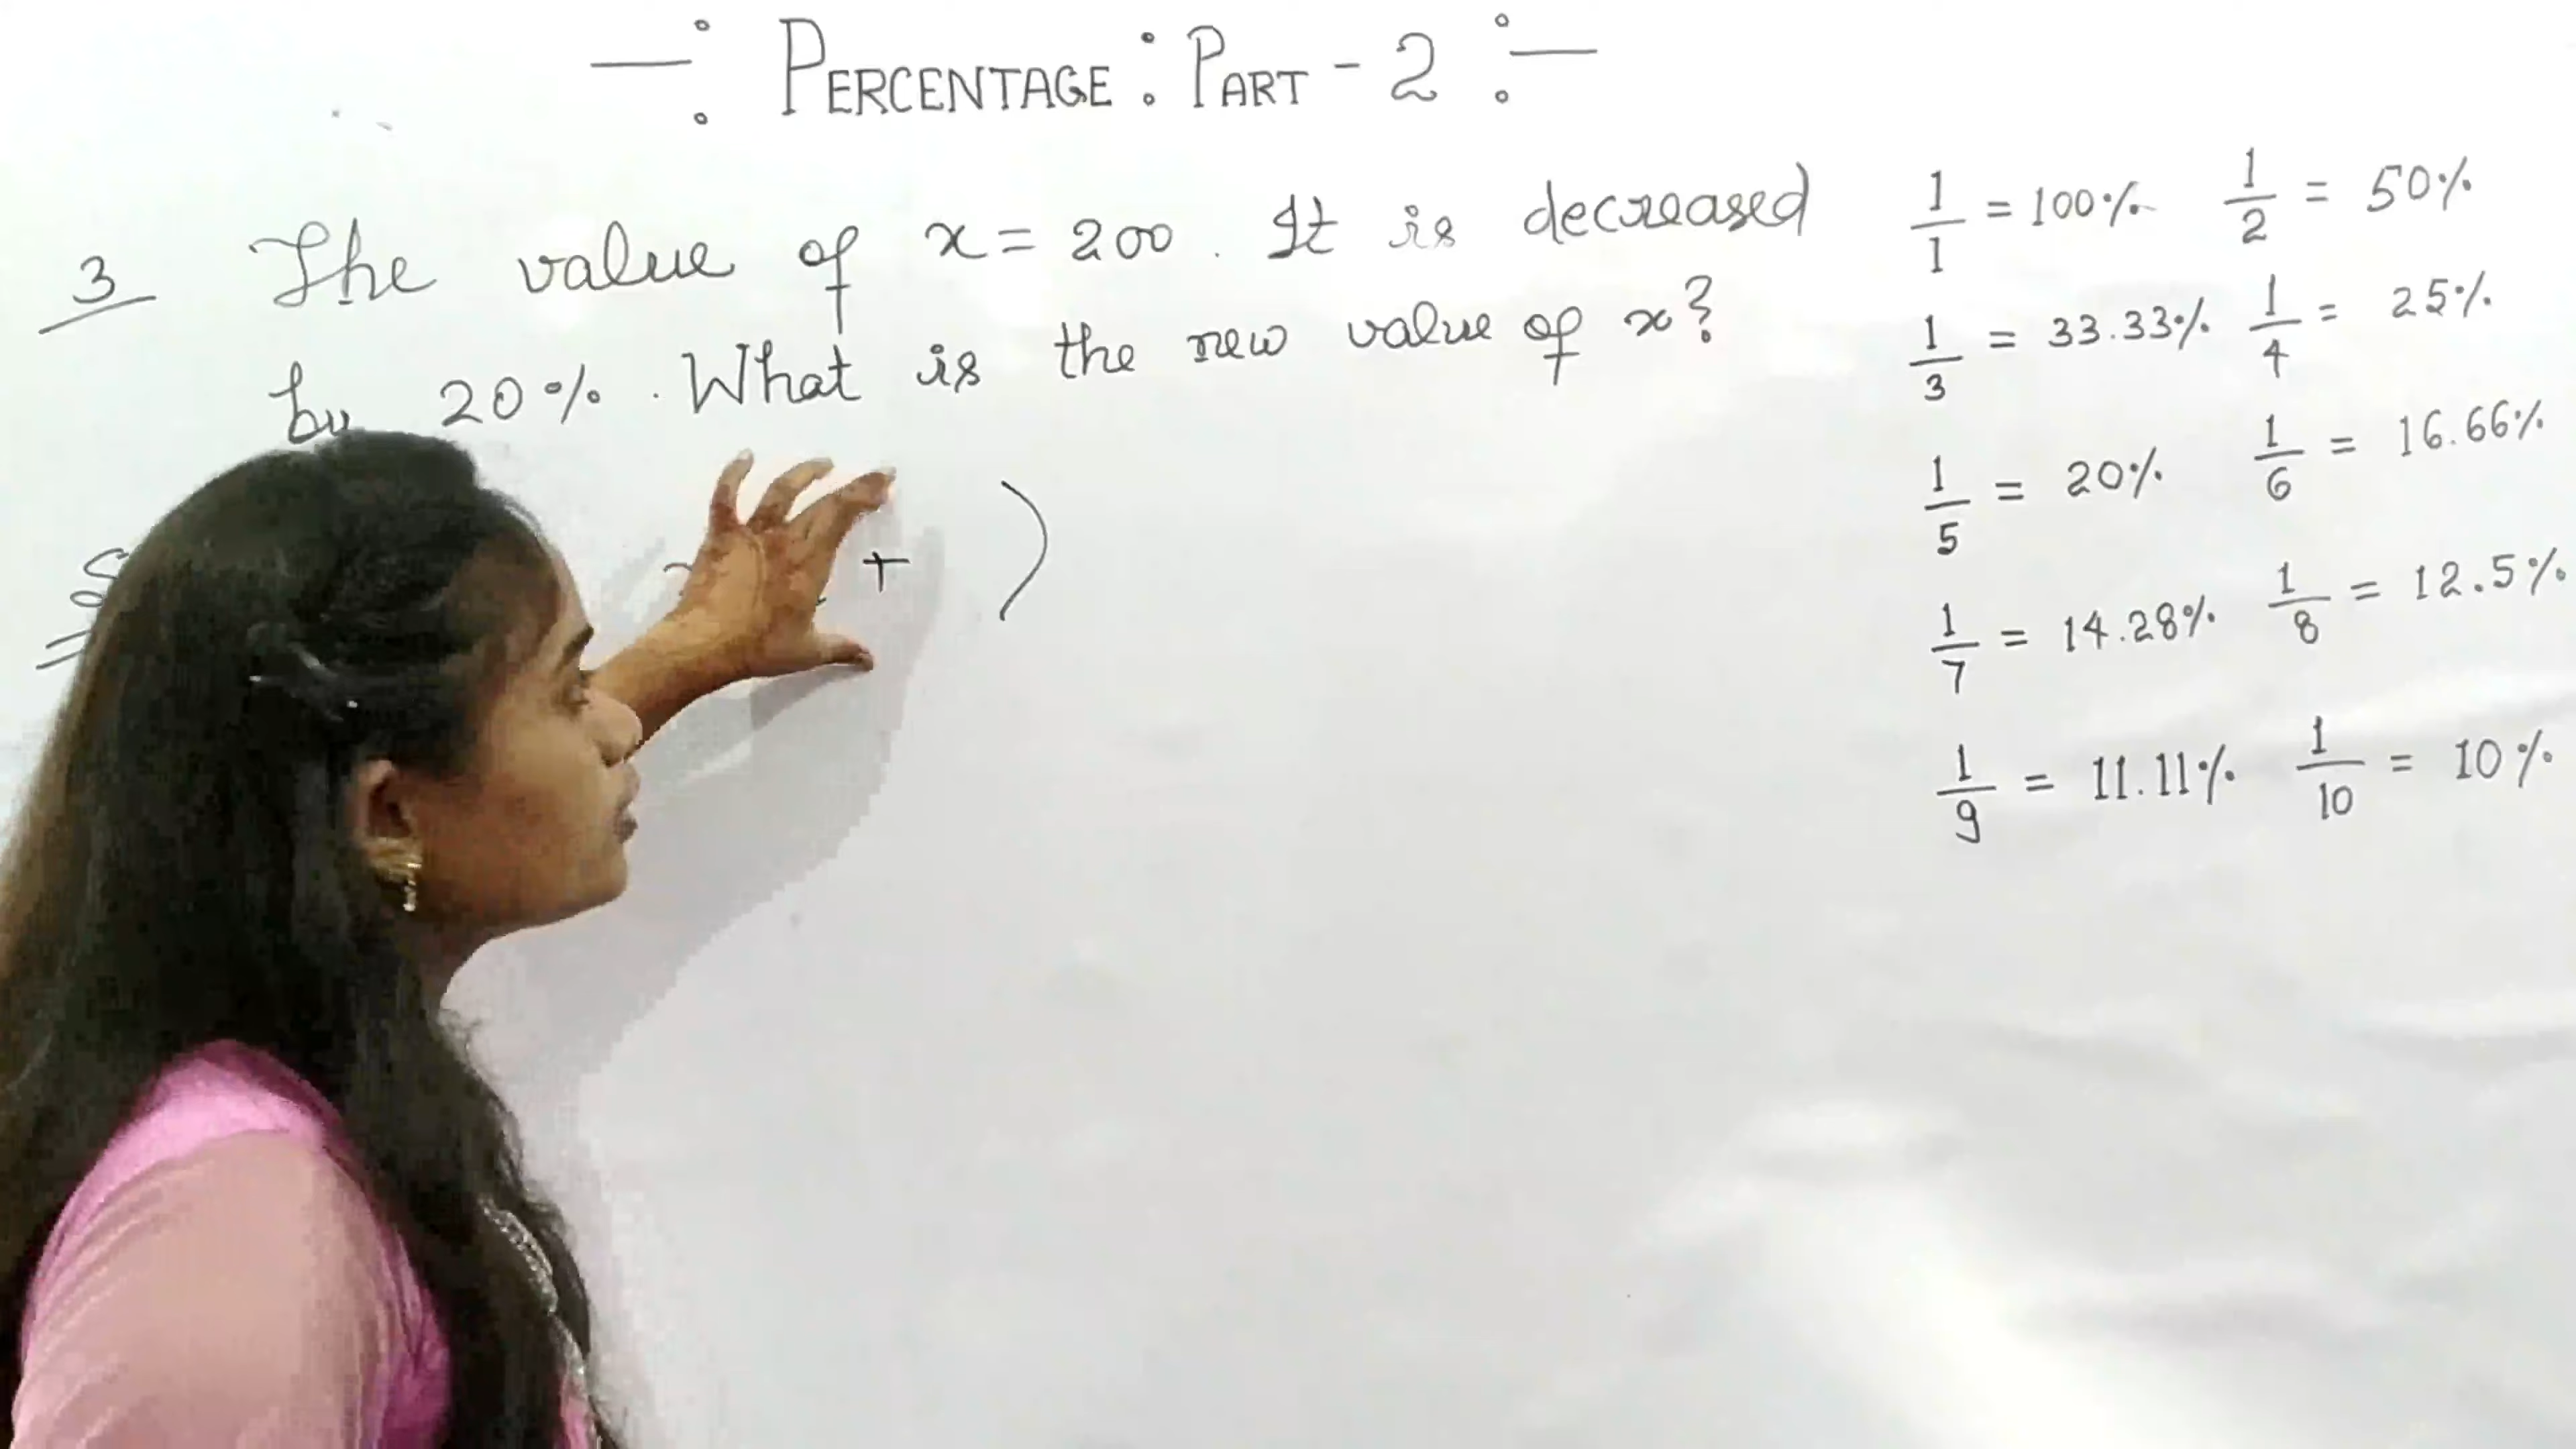 -: PERCENTAGE : PART - 2 :-
3 The value of x = 200. It is decreased
by 20%. What is the new value of x?
+ )
1/1 = 100% 1/2 = 50%
1/3 = 33.33% 1/4 = 25%
1/5 = 20% 1/6 = 16.66%
1/7 = 14.28% 1/8 = 12.5%
1/9 = 11.11% 1/10 = 10%